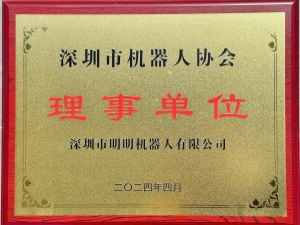 深圳市机器人协会
理事单位
深圳市明明机器人有限公司
二〇二四年四月